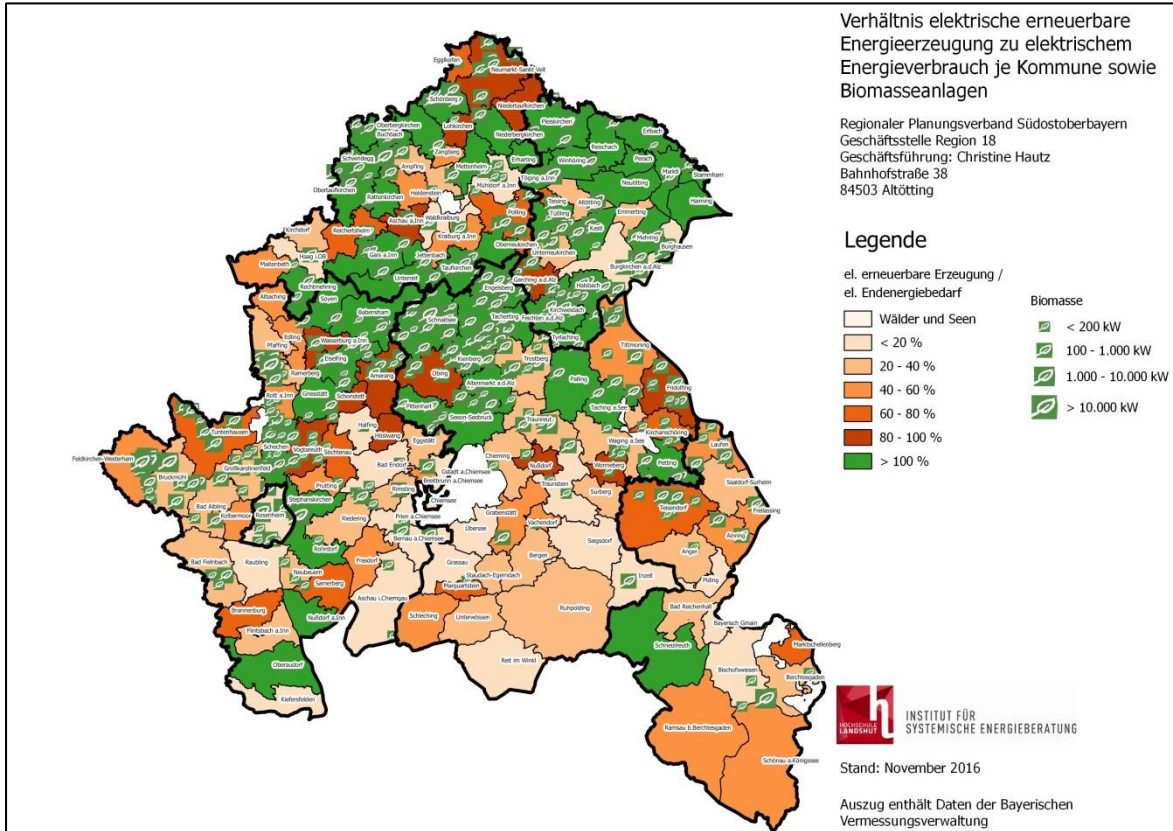 Verhältnis elektrische erneuerbare
Energieerzeugung zu elektrischem
Energieverbrauch je Kommune sowie
Biomasseanlagen
Regionaler Planungsverband Südostoberbayern
Geschäftsstelle Region 18
Geschäftsführung: Christine Hautz
Bahnhofstraße 38
84503 Altötting
Legende
el. erneuerbare Erzeugung /
el. Endenergiebedarf
Wälder und Seen
< 20 %
20 - 40 %
40 - 60 %
60 - 80 %
80 - 100 %
> 100 %
Biomasse
< 200 kW
100 - 1.000 kW
1.000 - 10.000 kW
> 10.000 kW
Egglkofen
Neumarkt-Sankt Veit
Schönberg
Niedertaufkirchen
Oberbergkirchen
Buchbach
Lohkirchen
Niederbergkirchen
Pleiskirchen
Erlbach
Zangberg
Reischach
Schwindegg
Ampfing
Mettenheim
Erharting
Winhöring
Perach
Marktl
Stammham
Obertaufkirchen
Rattenkirchen
Heldenstein
Mühldorf a.Inn
Töging a.Inn
Neuötting
Haiming
Teising
Altötting
Tüßling
Emmerting
Waldkraiburg
Polling
Aschau a.Inn
Kraiburg a.Inn
Kastl
Mehring
Burghausen
Kirchdorf
Reichertsheim
Haag i.OB
Gars a.Inn
Jettenbach
Oberneukirchen
Unterneukirchen
Burgkirchen a.d.Alz
Maitenbeth
Taufkirchen
Garching a.d.Alz
Rechtmehring
Unterreit
Engelsberg
Halsbach
Albaching
Soyen
Babensham
Schnaitsee
Tacherting
Kirchweidach
Feichten a.d.Alz
Tyrlaching
Edling
Pfaffing
Wasserburg a.Inn
Eiselfing
Kienberg
Trostberg
Tittmoning
Ramerberg
Amerang
Obing
Altenmarkt a.d.Alz
Palling
Fridolfing
Rott a.Inn
Griesstätt
Schonstett
Pittenhart
Seeon-Seebruck
Taching a.See
Tuntenhausen
Halfing
Höslwang
Traunreut
Kirchanschöring
Schechen
Vogtareuth
Eggstätt
Waging a.See
Laufen
Feldkirchen-Westerham
Großkarolinenfeld
Bad Endorf
Gstadt a.Chiemsee
Chieming
Nußdorf
Wonneberg
Petting
Bruckmühl
Prutting
Rimsting
Breitbrunn a.Chiemsee
Traunstein
Saaldorf-Surheim
Stephanskirchen
Chiemsee
Surberg
Bad Aibling
Kolbermoor
Rosenheim
Riedering
Prien a.Chiemsee
Grabenstätt
Teisendorf
Freilassing
Bernau a.Chiemsee
Übersee
Vachendorf
Ainring
Rohrdorf
Siegsdorf
Bad Feilnbach
Raubling
Frasdorf
Grassau
Bergen
Anger
Neubeuern
Staudach-Egerndach
Inzell
Piding
Samerberg
Aschau i.Chiemgau
Marquartstein
Brannenburg
Nußdorf a.Inn
Schleching
Unterwössen
Ruhpolding
Bad Reichenhall
Bayerisch Gmain
Flintsbach a.Inn
Schneizlreuth
Marktschellenberg
Oberaudorf
Reit im Winkl
Bischofswiesen
Berchtesgaden
Kiefersfelden
Ramsau b.Berchtesgaden
Schönau a.Königssee
HOCHSCHULE
LANDSHUT
INSTITUT FÜR
SYSTEMISCHE ENERGIEBERATUNG
Stand: November 2016
Auszug enthält Daten der Bayerischen
Vermessungsverwaltung